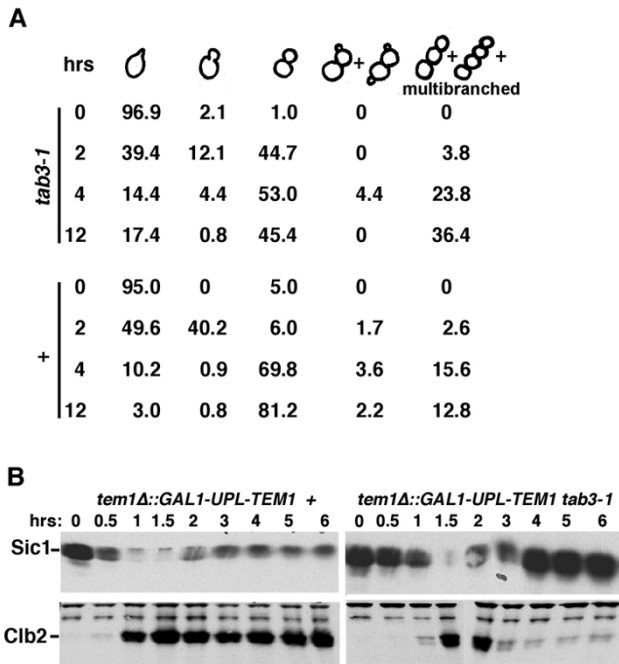 A
hrs + + +
multibranched
tab3-1
0 96.9 2.1 1.0 0 0
2 39.4 12.1 44.7 0 3.8
4 14.4 4.4 53.0 4.4 23.8
12 17.4 0.8 45.4 0 36.4
+
0 95.0 0 5.0 0 0
2 49.6 40.2 6.0 1.7 2.6
4 10.2 0.9 69.8 3.6 15.6
12 3.0 0.8 81.2 2.2 12.8
B
tem1Δ::GAL1-UPL-TEM1 + tem1Δ::GAL1-UPL-TEM1 tab3-1
hrs: 0 0.5 1 1.5 2 3 4 5 6 0 0.5 1 1.5 2 3 4 5 6
Sic1-
Clb2-